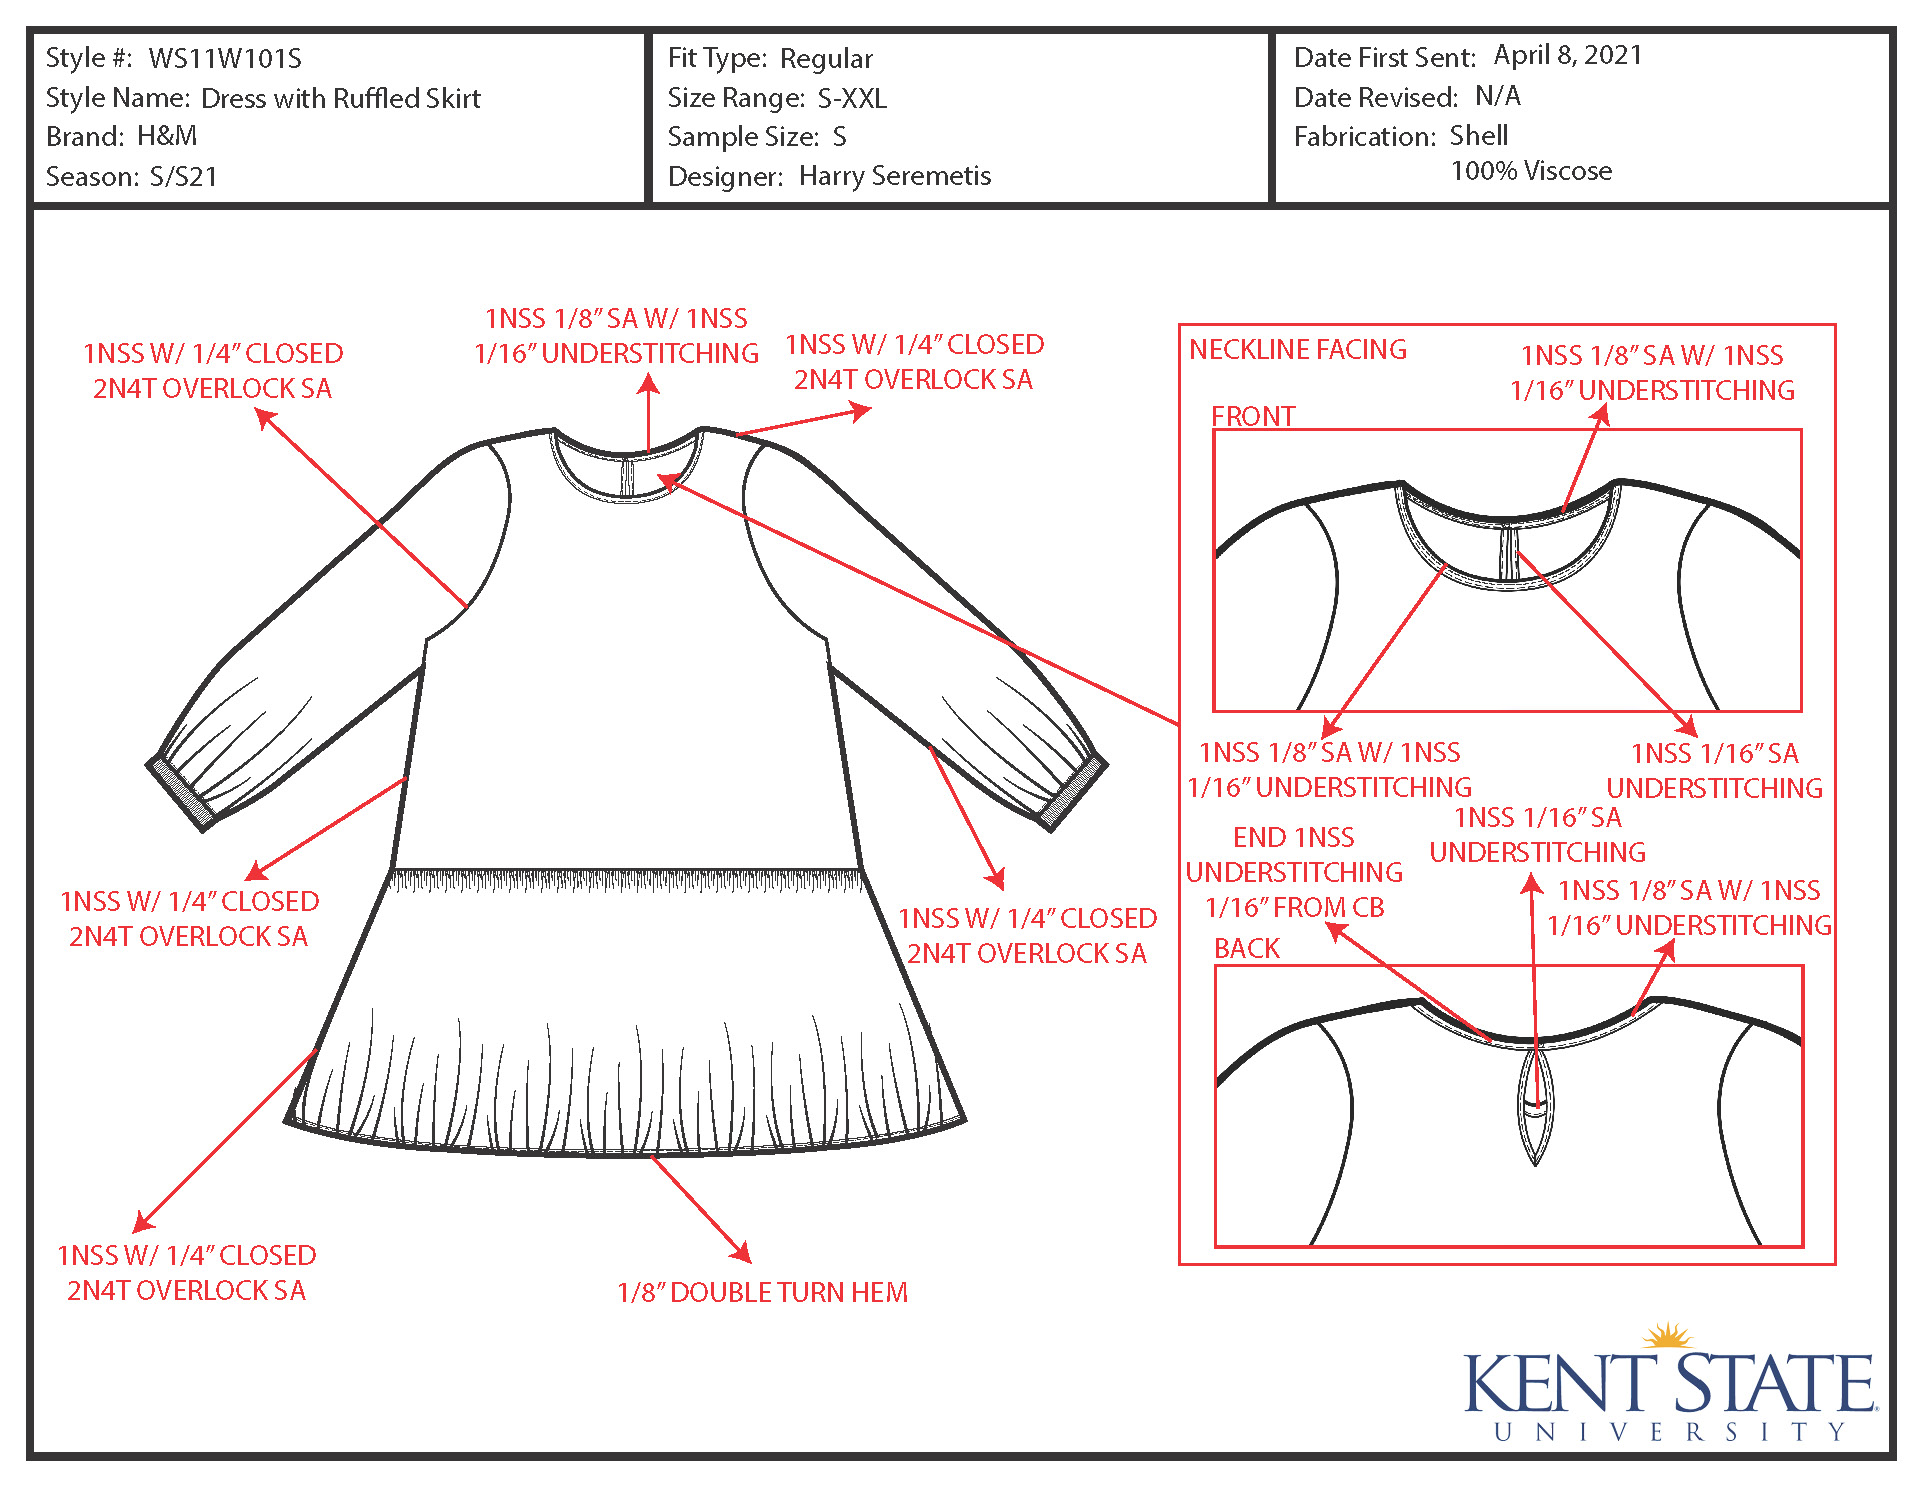 Style #: WS11W101S
Style Name: Dress with Ruffled Skirt
Brand: H&M
Season: S/S21
Fit Type: Regular
Size Range: S-XXL
Sample Size: S
Designer: Harry Seremetis
Date First Sent: April 8, 2021
Date Revised: N/A
Fabrication: Shell
100% Viscose
1NSS W/ 1/4” CLOSED
2N4T OVERLOCK SA
1NSS 1/8” SA W/ 1NSS
1/16” UNDERSTITCHING
1NSS W/ 1/4” CLOSED
2N4T OVERLOCK SA
1NSS W/ 1/4” CLOSED
2N4T OVERLOCK SA
1NSS W/ 1/4” CLOSED
2N4T OVERLOCK SA
1NSS W/ 1/4” CLOSED
2N4T OVERLOCK SA
1/8” DOUBLE TURN HEM
NECKLINE FACING
1NSS 1/8” SA W/ 1NSS
1/16” UNDERSTITCHING
FRONT
1NSS 1/8” SA W/ 1NSS
1/16” UNDERSTITCHING
1NSS 1/16” SA
UNDERSTITCHING
END 1NSS
UNDERSTITCHING
1/16” FROM CB
1NSS 1/16” SA
UNDERSTITCHING
1NSS 1/8” SA W/ 1NSS
1/16” UNDERSTITCHING
BACK
KENT STATE
UNIVERSITY